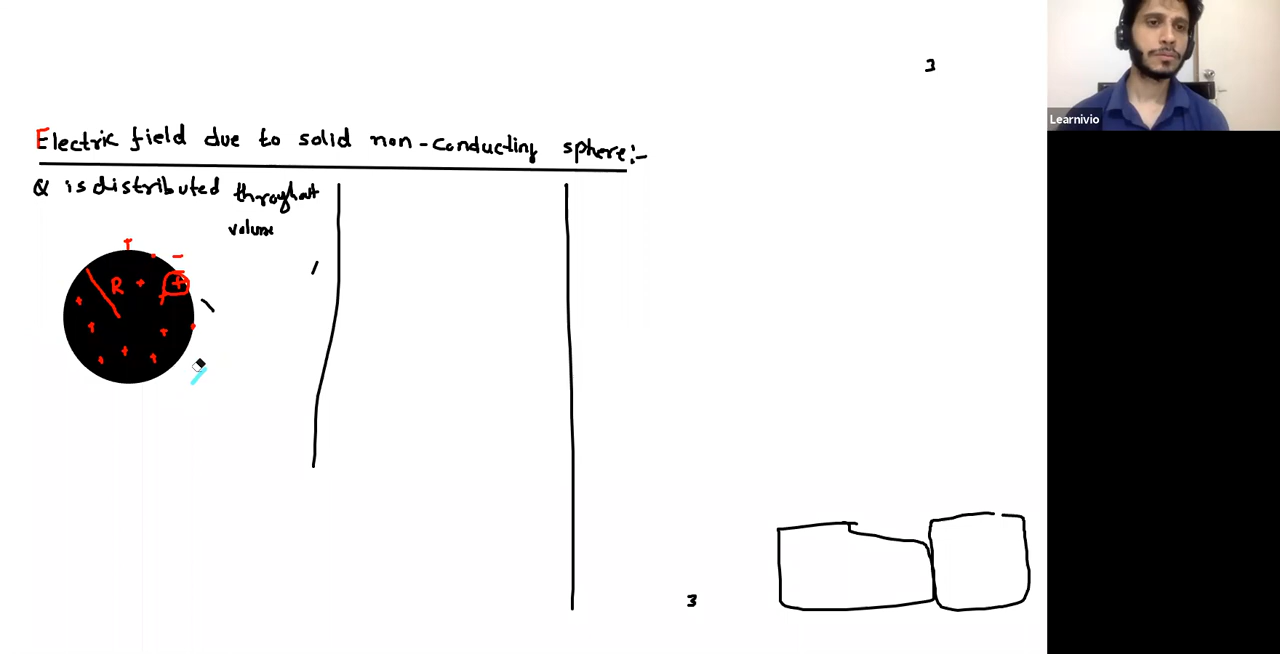 3
Learnivio
Electric field due to solid non-conducting sphere:-
Q is distributed throughout
volume
R
3